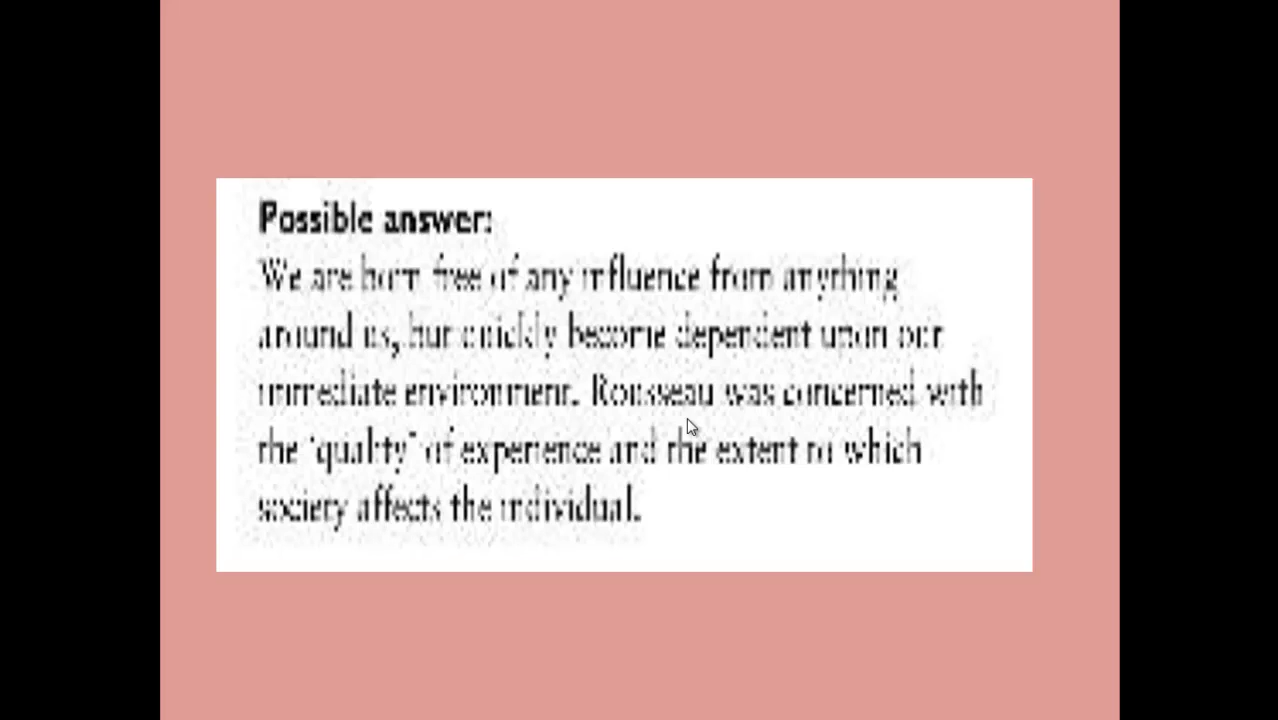 Possible answer:
We are born free of any influence from anything
around us, but quickly become dependent upon our
immediate environment. Rousseau was concerned with
the "quality" of experience and the extent to which
society affects the individual.